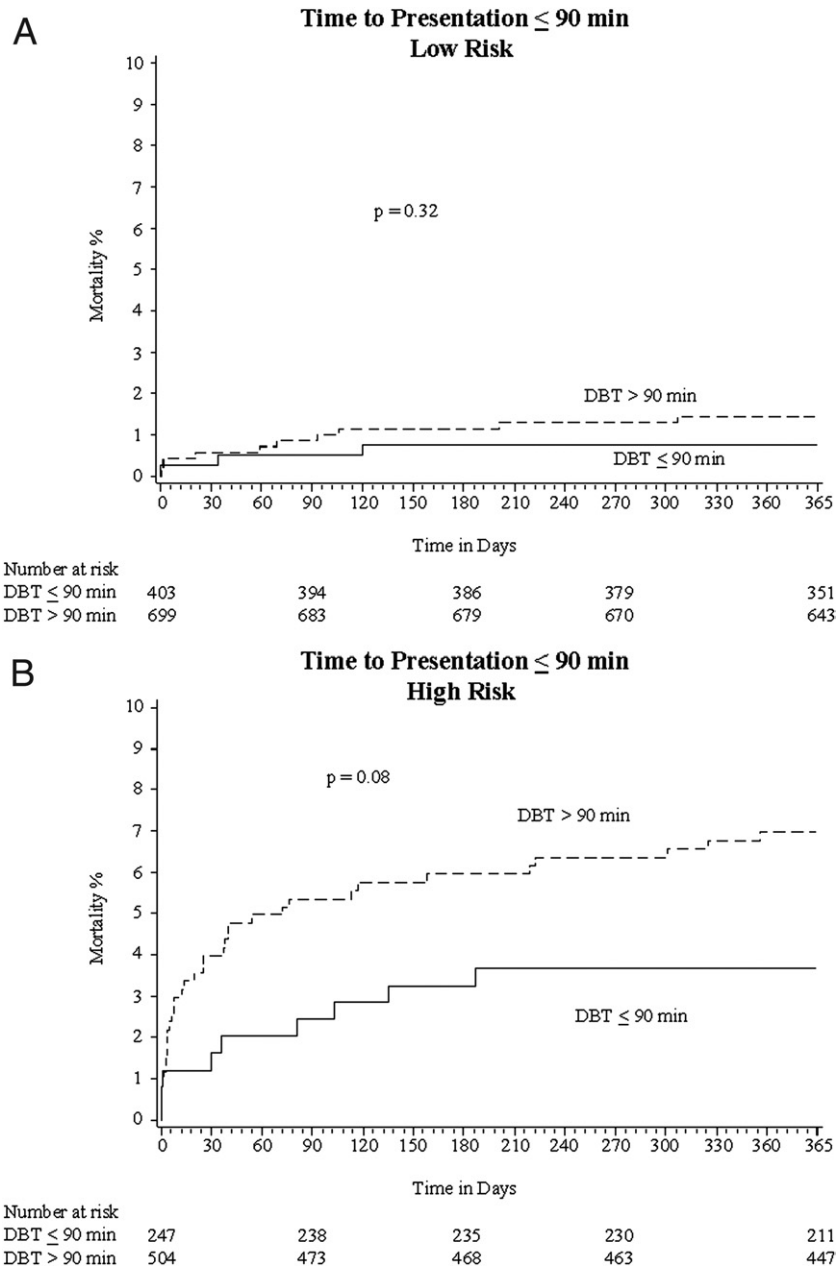 A
Time to Presentation ≤ 90 min
Low Risk
10
9
8
7
6
5
4
3
2
1
0
Mortality %
p = 0.32
DBT > 90 min
DBT ≤ 90 min
0 30 60 90 120 150 180 210 240 270 300 330 365
Time in Days
Number at risk
DBT ≤ 90 min 403 394 386 379 351
DBT > 90 min 699 683 679 670 643
B
Time to Presentation ≤ 90 min
High Risk
10
9
8
7
6
5
4
3
2
1
0
Mortality %
p = 0.08
DBT > 90 min
DBT ≤ 90 min
0 30 60 90 120 150 180 210 240 270 300 330 365
Time in Days
Number at risk
DBT ≤ 90 min 247 238 235 230 211
DBT > 90 min 504 473 468 463 447